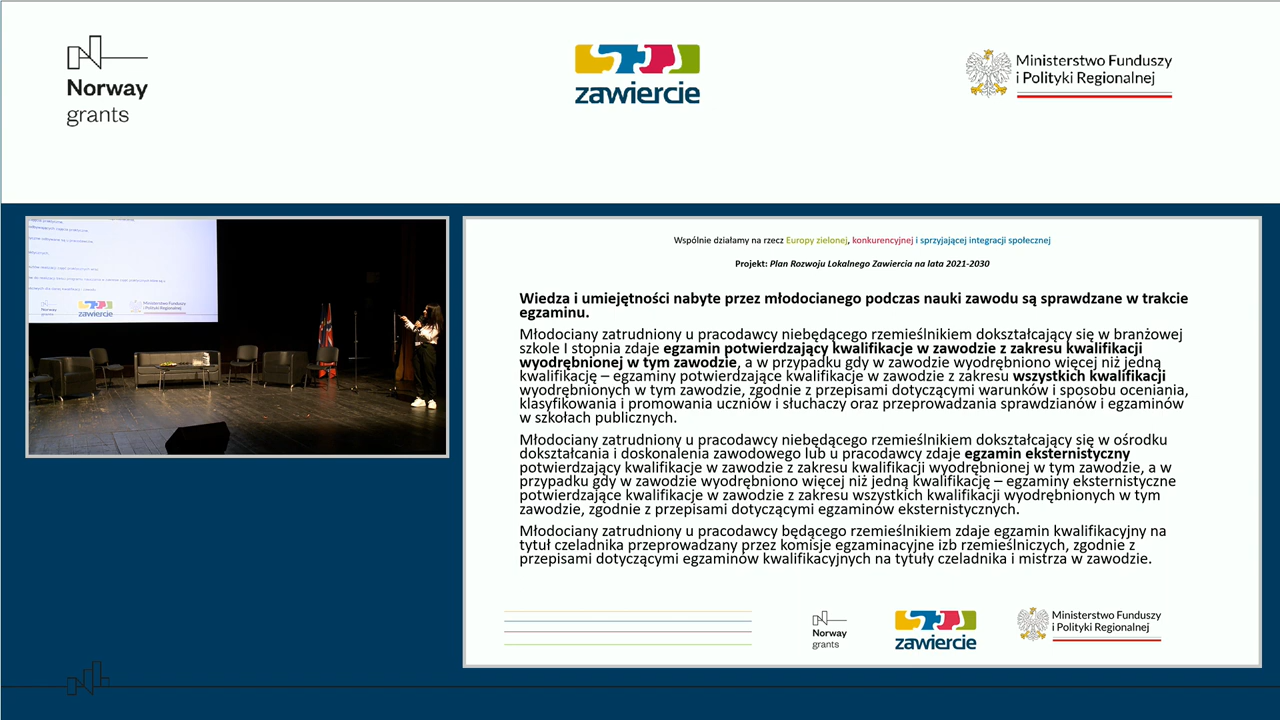 Norway
grants
zawiercie
Ministerstwo Funduszy
i Polityki Regionalnej
Wspólnie działamy na rzecz Europy zielonej, konkurencyjnej i sprzyjającej integracji społecznej
Projekt: Plan Rozwoju Lokalnego Zawiercia na lata 2021-2030
Wiedza i umiejętności nabyte przez młodocianego podczas nauki zawodu są sprawdzane w trakcie
egzaminu.
Młodociany zatrudniony u pracodawcy niebędącego rzemieślnikiem dokształcający się w branżowej
szkole I stopnia zdaje egzamin potwierdzający kwalifikacje w zawodzie z zakresu kwalifikacji
wyodrębnionej w tym zawodzie, a w przypadku gdy w zawodzie wyodrębniono więcej niż jedną
kwalifikację – egzaminy potwierdzające kwalifikacje w zawodzie z zakresu wszystkich kwalifikacji
wyodrębnionych w tym zawodzie, zgodnie z przepisami dotyczącymi warunków i sposobu oceniania,
klasyfikowania i promowania uczniów i słuchaczy oraz przeprowadzania sprawdzianów i egzaminów
w szkołach publicznych.
Młodociany zatrudniony u pracodawcy niebędącego rzemieślnikiem dokształcający się w ośrodku
dokształcania i doskonalenia zawodowego lub u pracodawcy zdaje egzamin eksternistyczny
potwierdzający kwalifikacje w zawodzie z zakresu kwalifikacji wyodrębnionej w tym zawodzie, a w
przypadku gdy w zawodzie wyodrębniono więcej niż jedną kwalifikację – egzaminy eksternistyczne
potwierdzające kwalifikacje w zawodzie z zakresu wszystkich kwalifikacji wyodrębnionych w tym
zawodzie, zgodnie z przepisami dotyczącymi egzaminów eksternistycznych.
Młodociany zatrudniony u pracodawcy będącego rzemieślnikiem zdaje egzamin kwalifikacyjny na
tytuł czeladnika przeprowadzany przez komisje egzaminacyjne izb rzemieślniczych, zgodnie z
przepisami dotyczącymi egzaminów kwalifikacyjnych na tytuły czeladnika i mistrza w zawodzie.
Norway
grants
zawiercie
Ministerstwo Funduszy
i Polityki Regionalnej